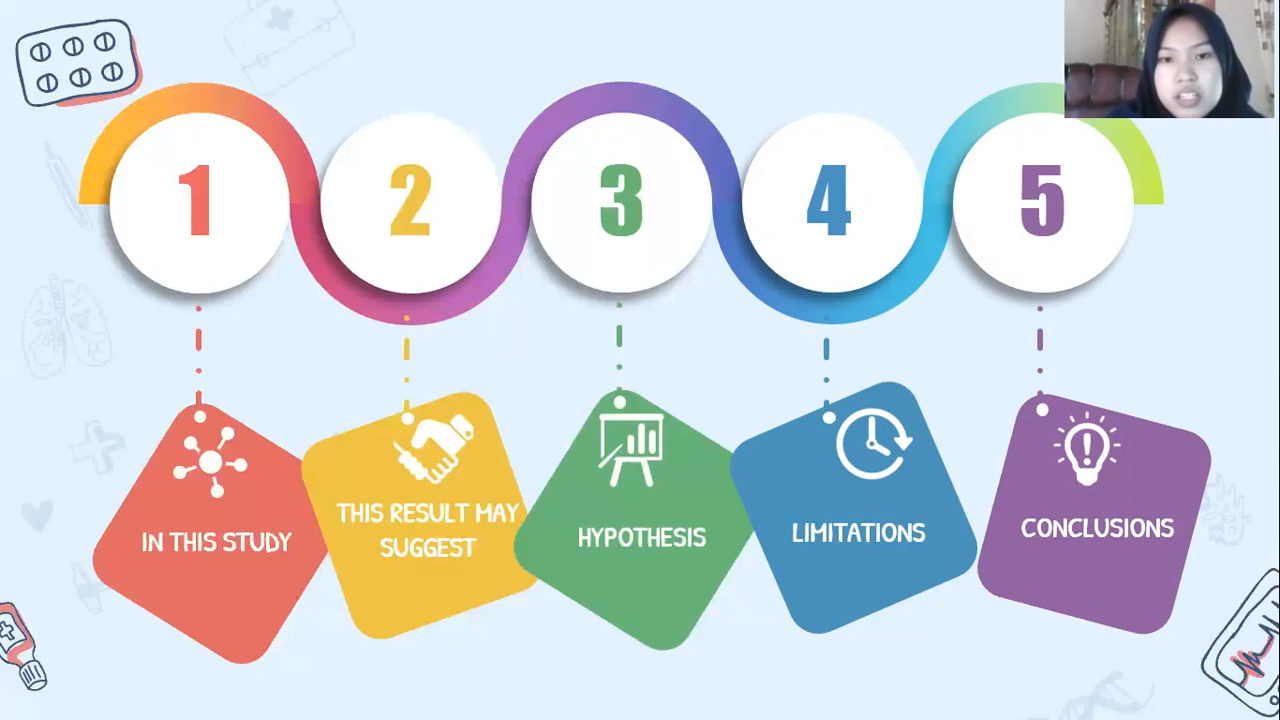 1
2
3
4
5
IN THIS STUDY
THIS RESULT MAY
SUGGEST
HYPOTHESIS
LIMITATIONS
CONCLUSIONS